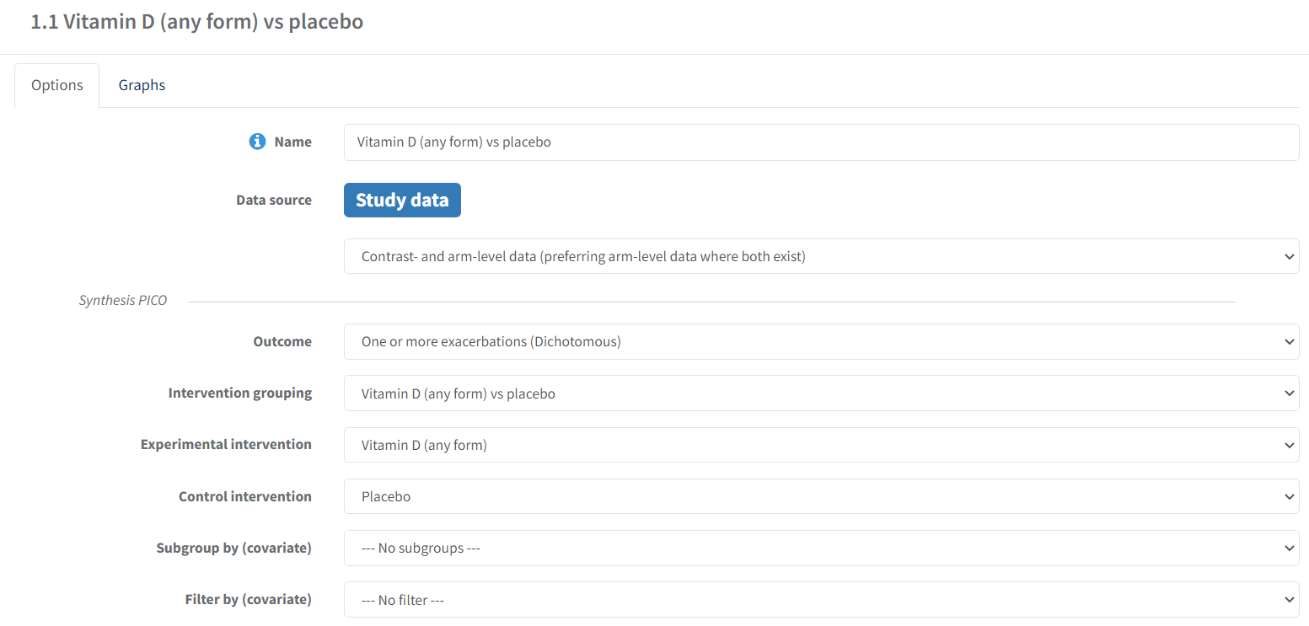 1.1 Vitamin D (any form) vs placebo
Options Graphs
Name Vitamin D (any form) vs placebo
Data source Study data
Contrast- and arm-level data (preferring arm-level data where both exist)
Synthesis PICO
Outcome One or more exacerbations (Dichotomous)
Intervention grouping Vitamin D (any form) vs placebo
Experimental intervention Vitamin D (any form)
Control intervention Placebo
Subgroup by (covariate) --- No subgroups ---
Filter by (covariate) --- No filter ---